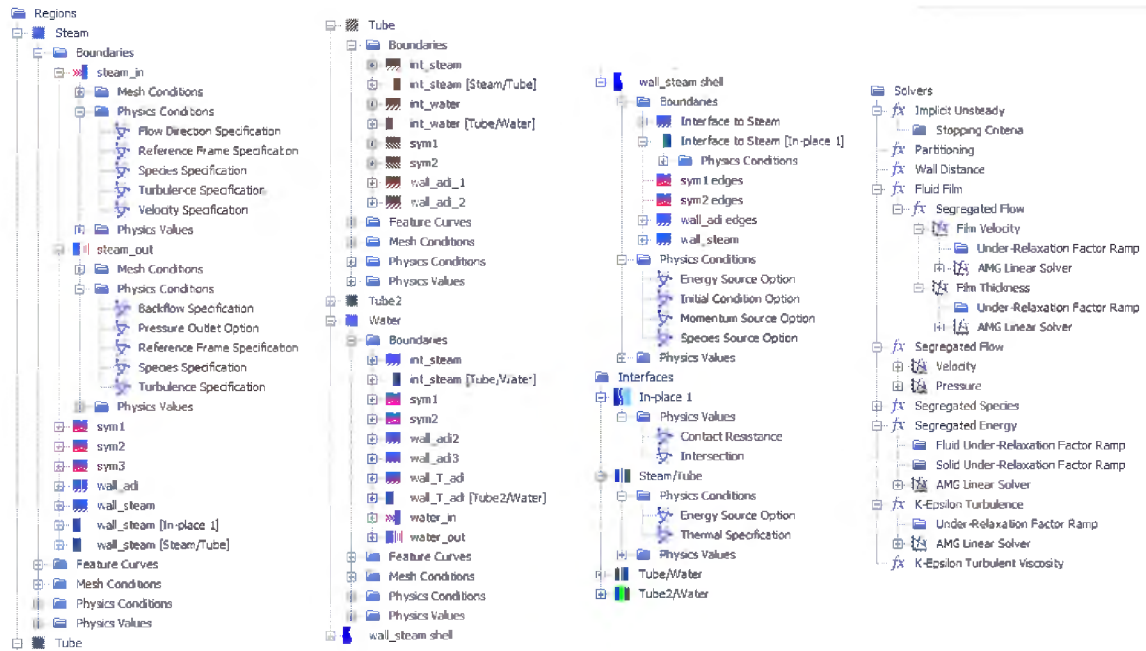 Regions
Steam
Boundaries
steam_in
Mesh Conditions
Physics Conditions
Flow Direction Specification
Reference Frame Specification
Species Specification
Turbulence Specification
Velocity Specification
Physics Values
steam_out
Mesh Conditions
Physics Conditions
Backflow Specification
Pressure Outlet Option
Reference Frame Specification
Species Specification
Turbulence Specification
Physics Values
sym1
sym2
sym3
wall_adi
wall_steam
wall_steam [In-place 1]
wall_steam [Steam/Tube]
Feature Curves
Mesh Conditions
Physics Conditions
Physics Values
Tube
Tube
Boundaries
int_steam
int_steam [Steam/Tube]
int_water
int_water [Tube/Water]
sym1
sym2
wall_adi_1
wall_adi_2
Feature Curves
Mesh Conditions
Physics Conditions
Physics Values
Tube2
Water
Boundaries
int_steam
int_steam [Tube/Water]
sym1
sym2
wall_adi2
wall_adi3
wall_T_ad
wall_T_ad [Tube2/Water]
water_in
water_out
Feature Curves
Mesh Conditions
Physics Conditions
Physics Values
wall_steam shell
wall_steam shell
Boundaries
Interface to Steam
Interface to Steam [In-place 1]
Physics Conditions
sym1 edges
sym2 edges
wall_adi edges
wall_steam
Physics Conditions
Energy Source Option
Initial Condition Option
Momentum Source Option
Species Source Option
Physics Values
Interfaces
In-place 1
Physics Values
Contact Resistance
Intersection
Steam/Tube
Physics Conditions
Energy Source Option
Thermal Specification
Physics Values
Tube/Water
Tube2/Water
Solvers
fx Implicit Unsteady
Stopping Criteria
fx Partitioning
fx Wall Distance
fx Fluid Film
fx Segregated Flow
Film Velocity
Under-Relaxation Factor Ramp
AMG Linear Solver
Film Thickness
Under-Relaxation Factor Ramp
AMG Linear Solver
fx Segregated Flow
Velocity
Pressure
fx Segregated Species
fx Segregated Energy
Fluid Under-Relaxation Factor Ramp
Solid Under-Relaxation Factor Ramp
AMG Linear Solver
fx K-Epsilon Turbulence
Under-Relaxation Factor Ramp
AMG Linear Solver
fx K-Epsilon Turbulent Viscosity